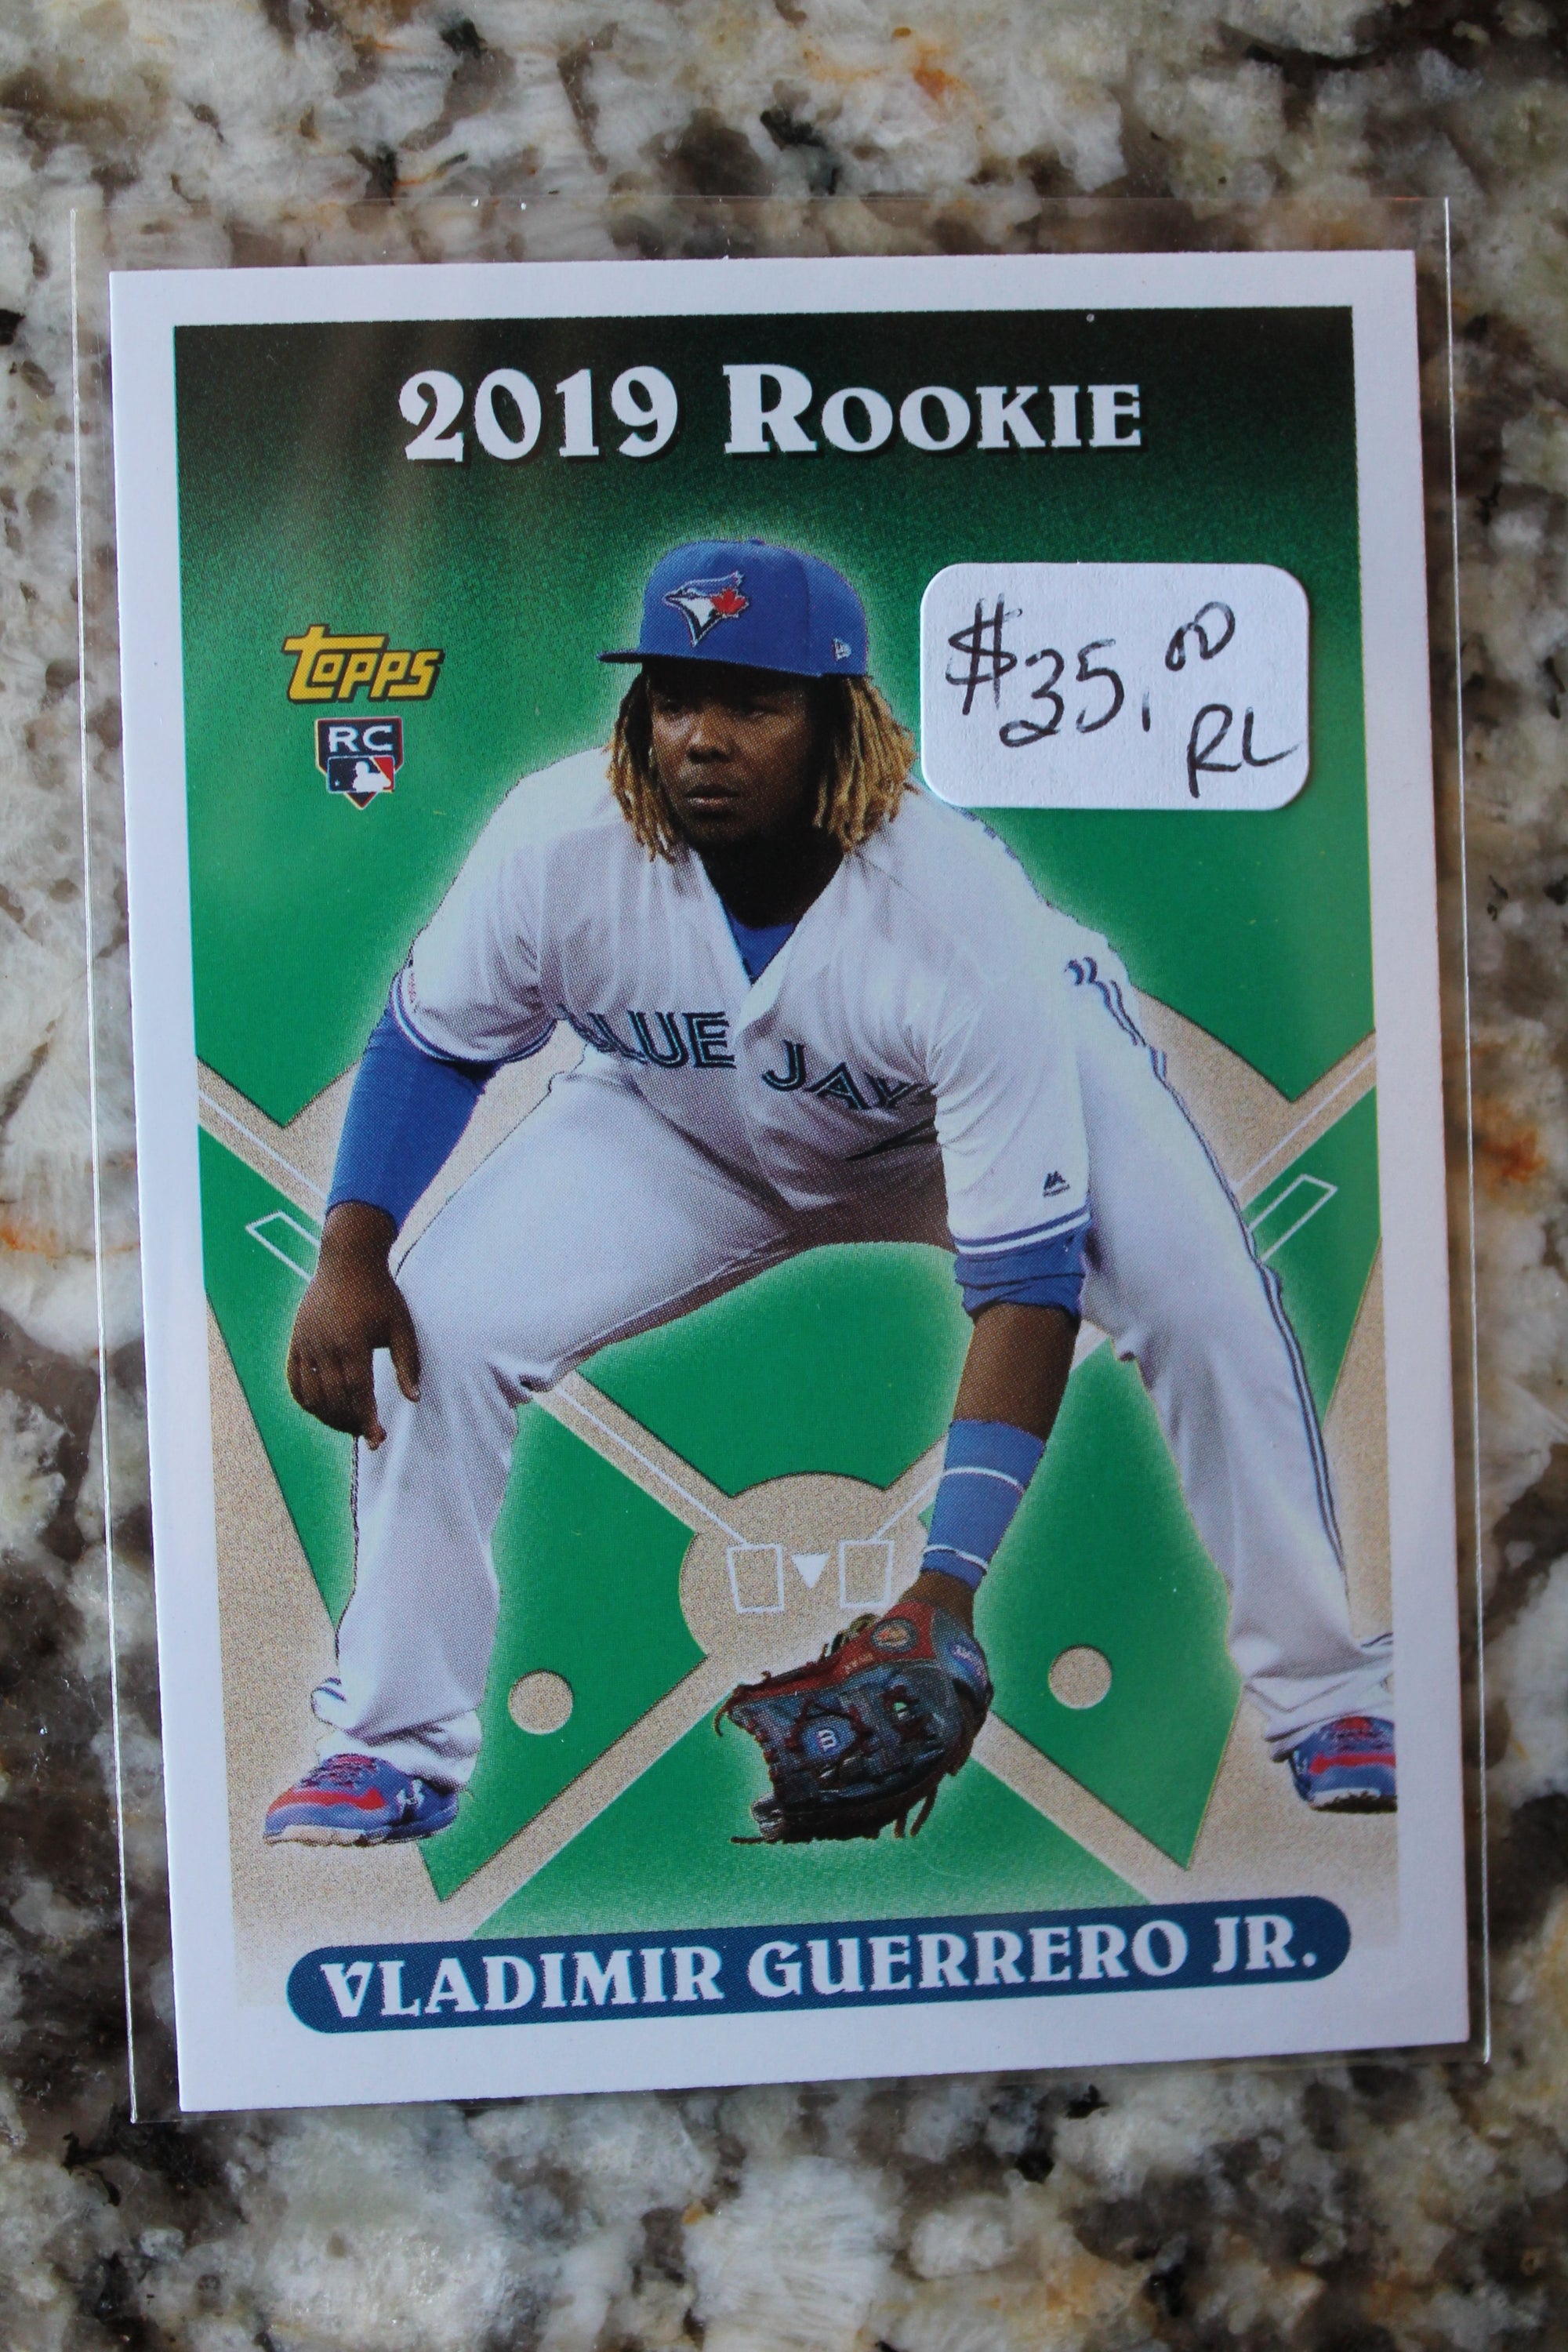 2019 ROOKIE
TOPPS
RC
$35.00
RL
BLUE JAYS
VLADIMIR GUERRERO JR.